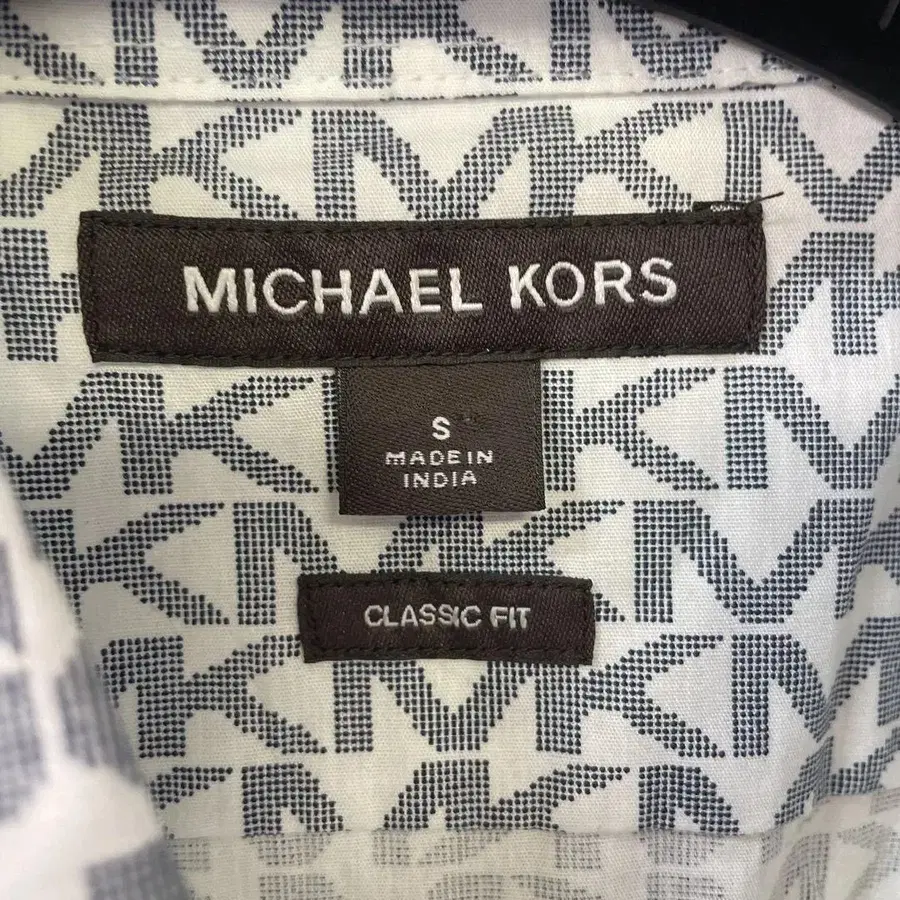 MICHAEL KORS
S
MADE IN
INDIA
CLASSIC FIT